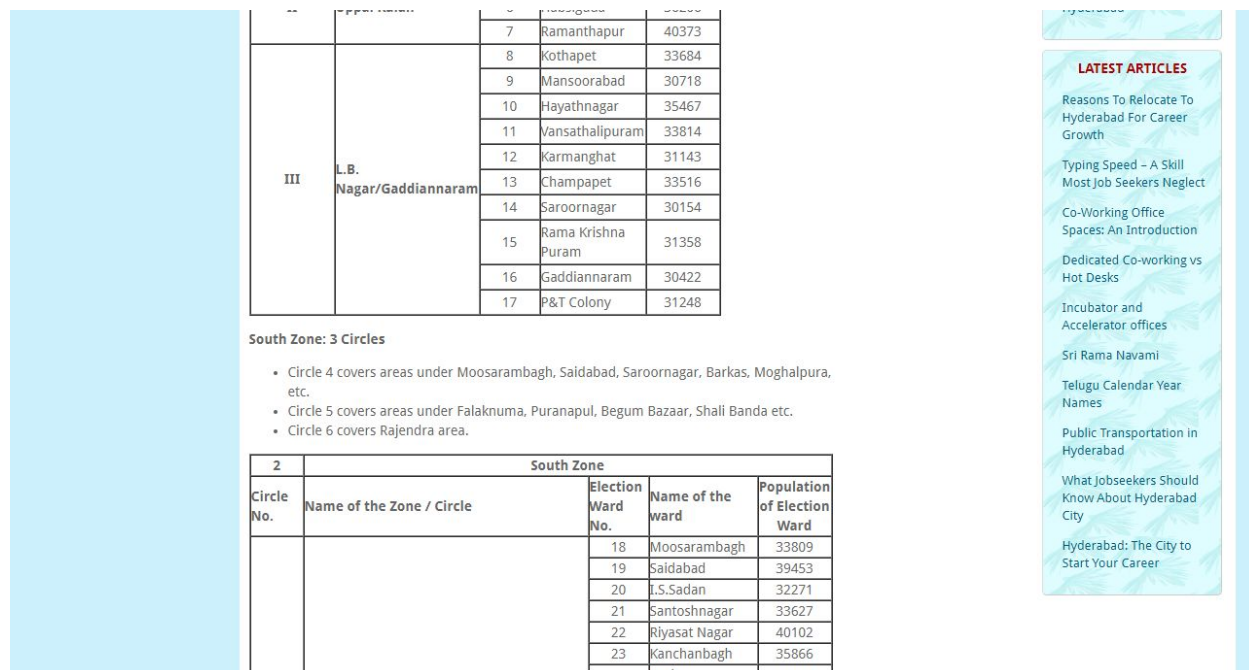 7 Ramanthapur 40373
8 Kothapet 33684
9 Mansoorabad 30718
10 Hayathnagar 35467
11 Vansathalipuram 33814
12 Karmanghat 31143
III
L.B.
Nagar/Gaddiannaram
13 Champapet 33516
14 Saroornagar 30154
15 Rama Krishna
Puram 31358
16 Gaddiannaram 30422
17 P&T Colony 31248
South Zone: 3 Circles
• Circle 4 covers areas under Moosarambagh, Saidabad, Saroornagar, Barkas, Moghalpura,
etc.
• Circle 5 covers areas under Falaknuma, Puranapul, Begum Bazaar, Shali Banda etc.
• Circle 6 covers Rajendra area.
2 South Zone
Circle
No.
Name of the Zone / Circle
Election
Ward
No.
Name of the
ward
Population
of Election
Ward
18 Moosarambagh 33809
19 Saidabad 39453
20 I.S.Sadan 32271
21 Santoshnagar 33627
22 Riyasat Nagar 40102
23 Kanchanbagh 35866
LATEST ARTICLES
Reasons To Relocate To
Hyderabad For Career
Growth
Typing Speed – A Skill
Most Job Seekers Neglect
Co-Working Office
Spaces: An Introduction
Dedicated Co-working vs
Hot Desks
Incubator and
Accelerator offices
Sri Rama Navami
Telugu Calendar Year
Names
Public Transportation in
Hyderabad
What Jobseekers Should
Know About Hyderabad
City
Hyderabad: The City to
Start Your Career